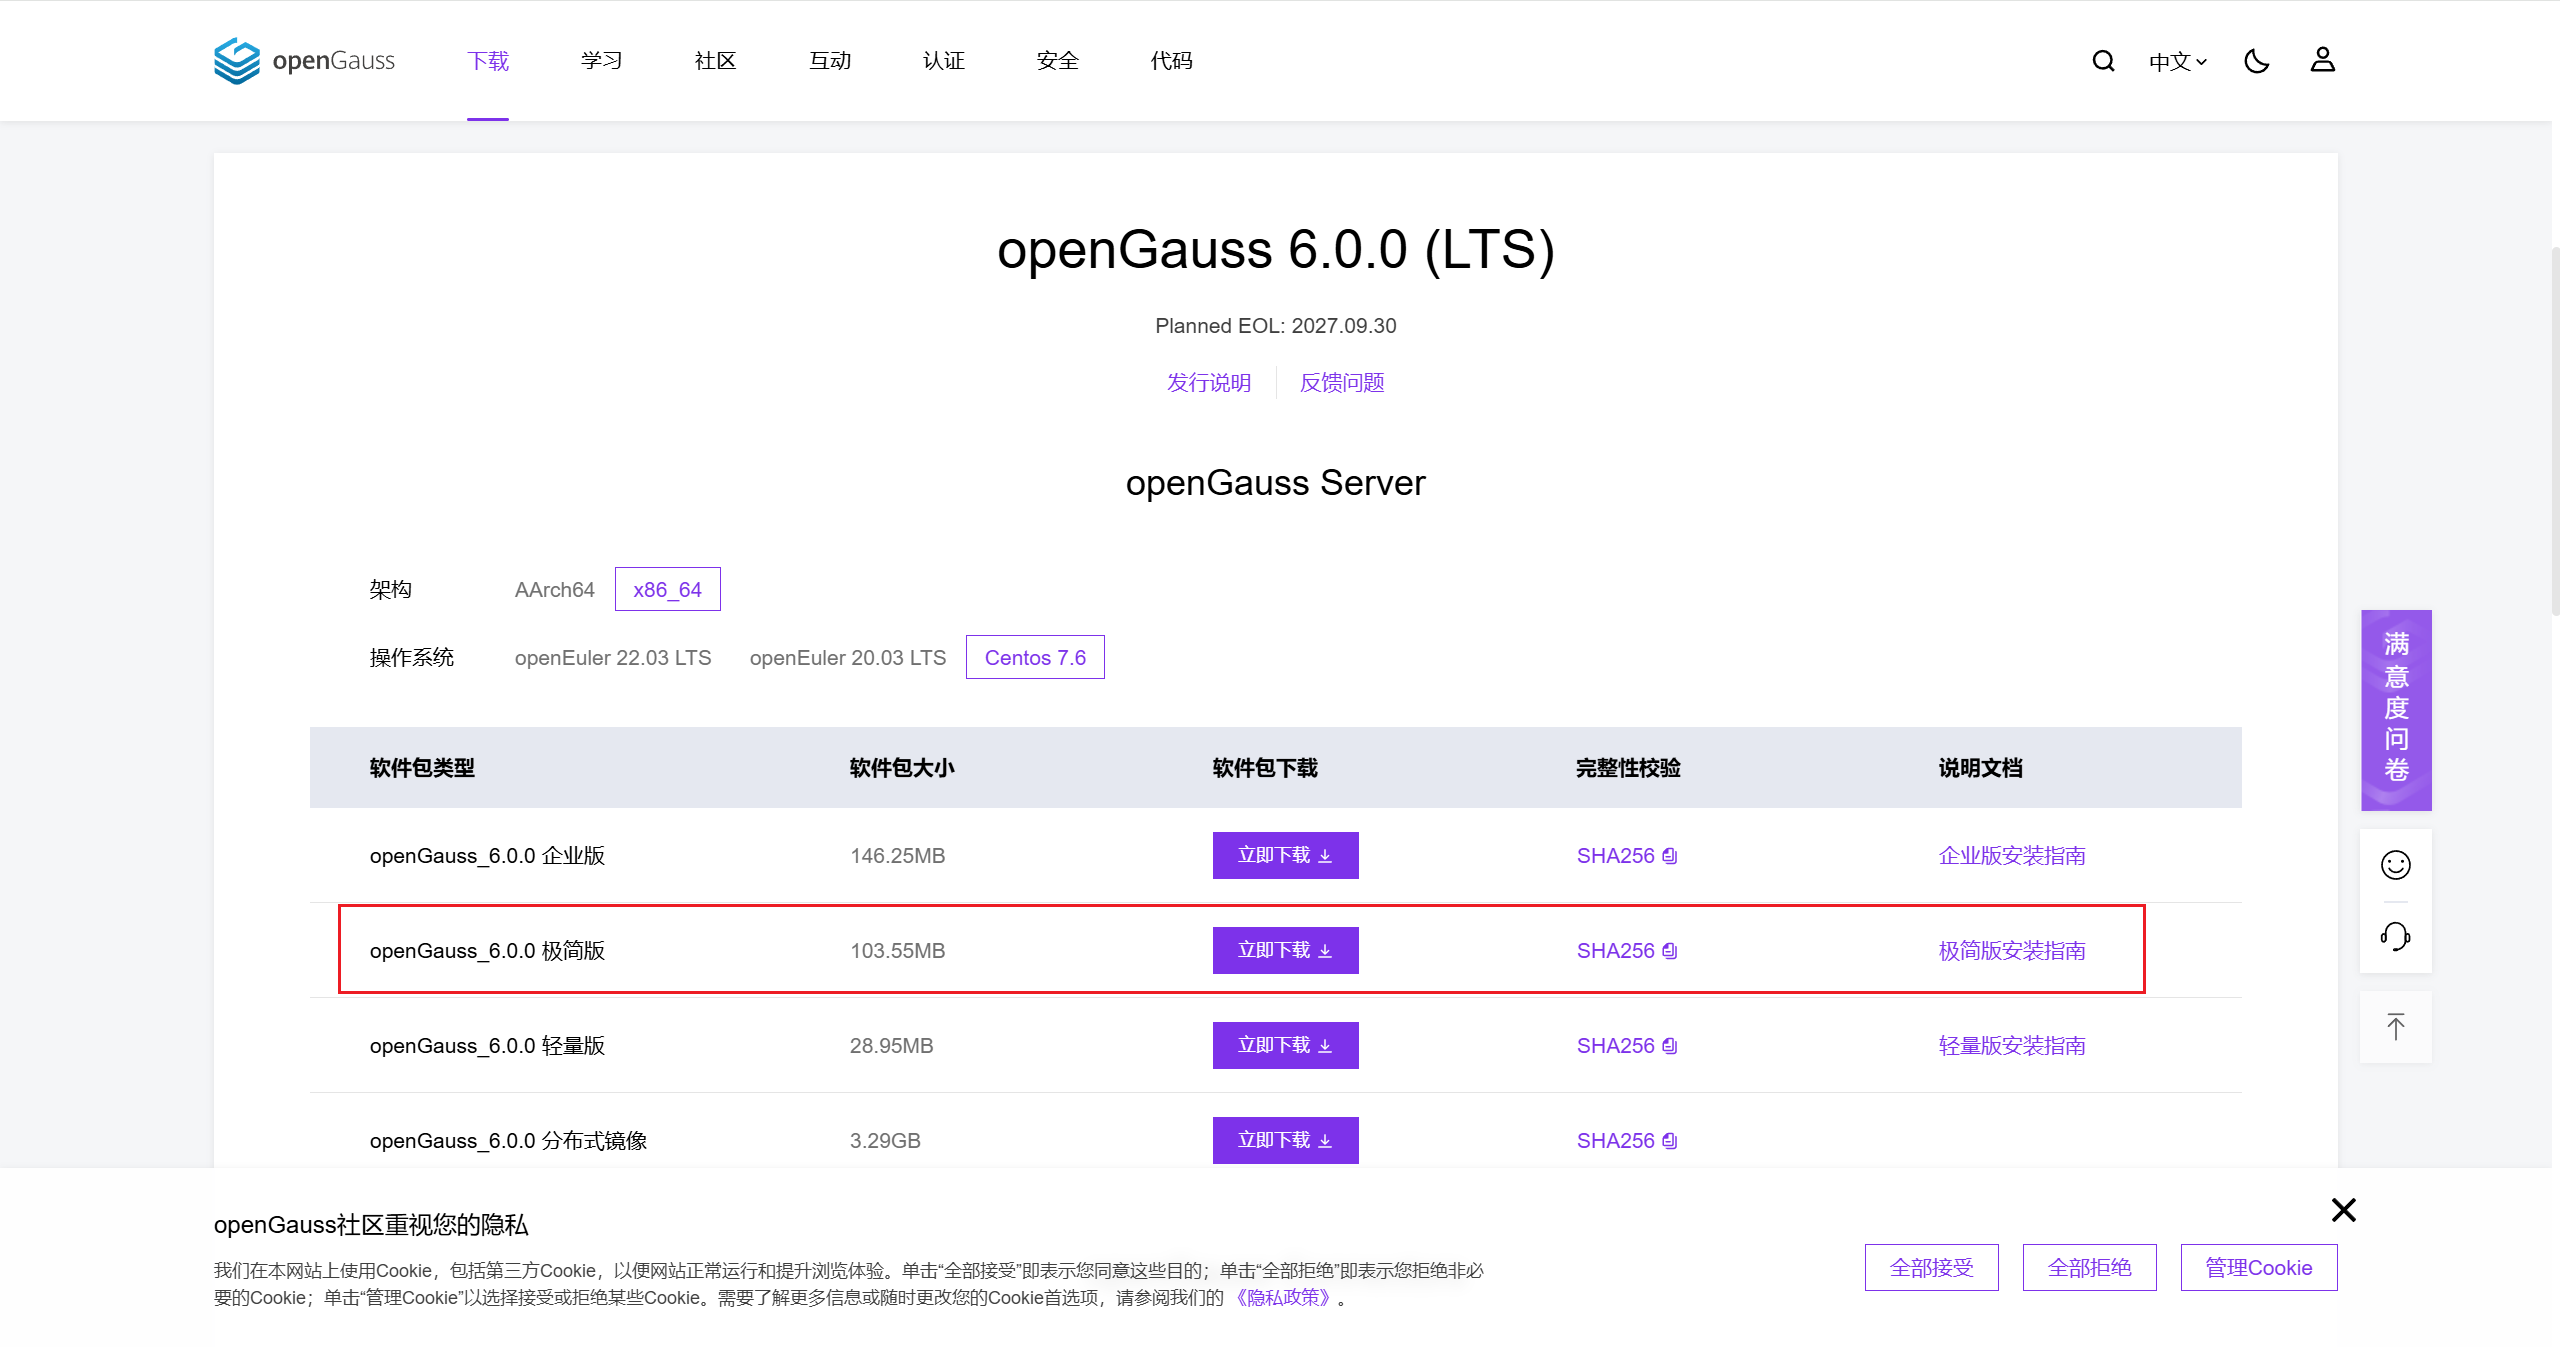 openGauss 下载 学习 社区 互动 认证 安全 代码 中文
openGauss 6.0.0 (LTS)
Planned EOL: 2027.09.30
发行说明 反馈问题
openGauss Server
架构 AArch64 x86_64
操作系统 openEuler 22.03 LTS openEuler 20.03 LTS Centos 7.6
软件包类型 软件包大小 软件包下载 完整性校验 说明文档
openGauss_6.0.0 企业版 146.25MB 立即下载 SHA256 企业版安装指南
openGauss_6.0.0 极简版 103.55MB 立即下载 SHA256 极简版安装指南
openGauss_6.0.0 轻量版 28.95MB 立即下载 SHA256 轻量版安装指南
openGauss_6.0.0 分布式镜像 3.29GB 立即下载 SHA256
满意度问卷
openGauss社区重视您的隐私
我们在本网站上使用Cookie，包括第三方Cookie，以便网站正常运行和提升浏览体验。单击“全部接受”即表示您同意这些目的；单击“全部拒绝”即表示您拒绝非必
要的Cookie；单击“管理Cookie”以选择接受或拒绝某些Cookie。需要了解更多信息或随时更改您的Cookie首选项，请参阅我们的 《隐私政策》。
全部接受 全部拒绝 管理Cookie